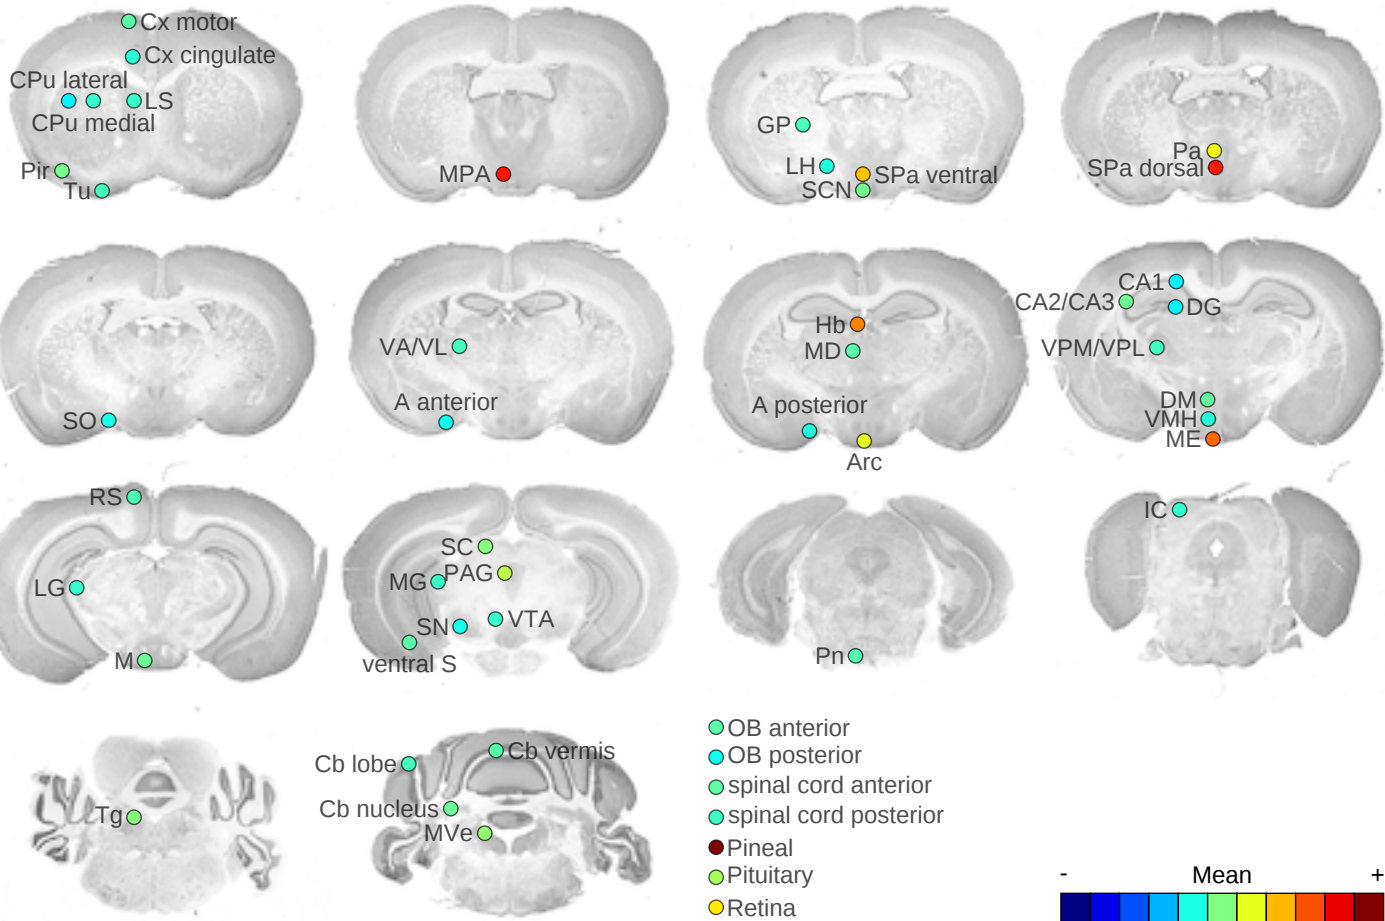 Cx motor
Cx cingulate
CPu lateral
LS
CPu medial
Pir
Tu
MPA
GP
LH
SPa ventral
SCN
Pa
SPa dorsal
SO
VA/VL
A anterior
Hb
MD
A posterior
Arc
CA1
CA2/CA3
DG
VPM/VPL
DM
VMH
ME
RS
LG
M
SC
MG
PAG
SN
VTA
ventral S
Pn
IC
Tg
Cb lobe
Cb vermis
Cb nucleus
MVe
OB anterior
OB posterior
spinal cord anterior
spinal cord posterior
Pineal
Pituitary
Retina
- Mean +